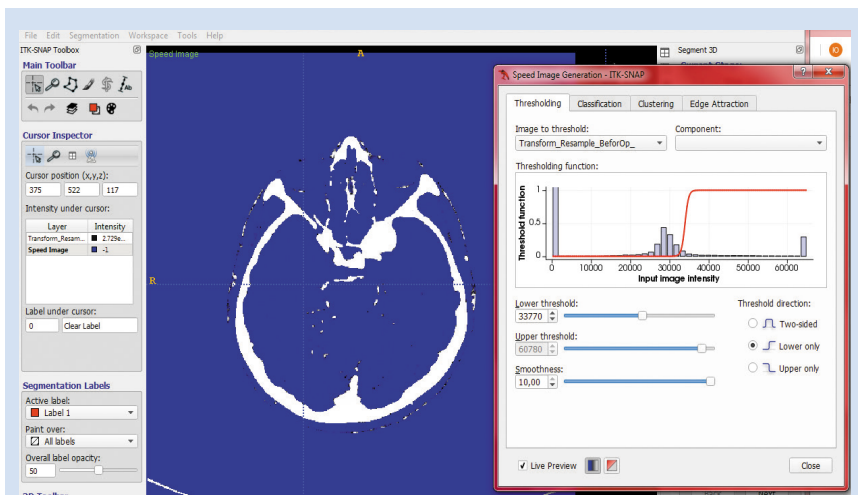 File Edit Segmentation Workspace Tools Help
ITK-SNAP Toolbox
Main Toolbar
Ab
Cursor Inspector
Cursor position (x,y,z):
375 522 117
Intensity under cursor:
Layer Intensity
Transform_Resam... 2.729e...
Speed Image -1
Label under cursor:
0 Clear Label
Segmentation Labels
Active label:
Label 1
Paint over:
All labels
Overall label opacity:
50
Speed Image
A
R
Segment 3D
Speed Image Generation - ITK-SNAP
Thresholding Classification Clustering Edge Attraction
Image to threshold: Component:
Transform_Resample_BeforOp_
Thresholding function:
Threshold function
1
0.5
0
0 10000 20000 30000 40000 50000 60000
Input image intensity
Lower threshold:
33770
Upper threshold:
60780
Smoothness:
10,00
Threshold direction:
Two-sided
Lower only
Upper only
Live Preview
Close